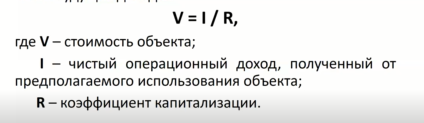 V = I / R,
где V – стоимость объекта;
I – чистый операционный доход, полученный от
предполагаемого использования объекта;
R – коэффициент капитализации.